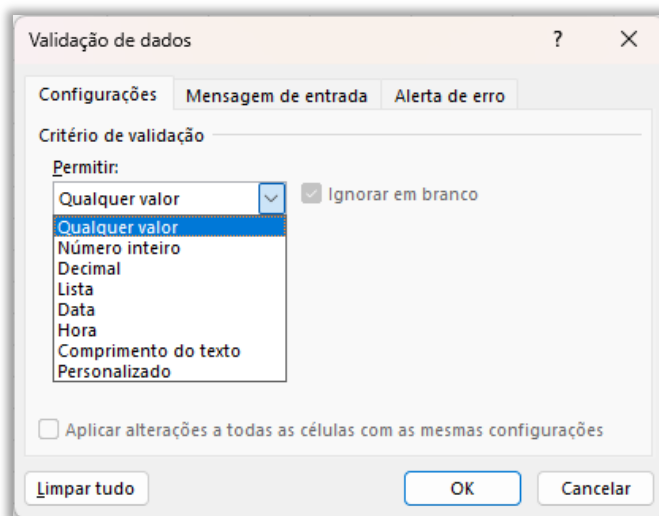 Validação de dados
?
Configurações
Mensagem de entrada
Alerta de erro
Critério de validação
Permitir:
Qualquer valor
Ignorar em branco
Qualquer valor
Número inteiro
Decimal
Lista
Data
Hora
Comprimento do texto
Personalizado
Aplicar alterações a todas as células com as mesmas configurações
Limpar tudo
OK
Cancelar